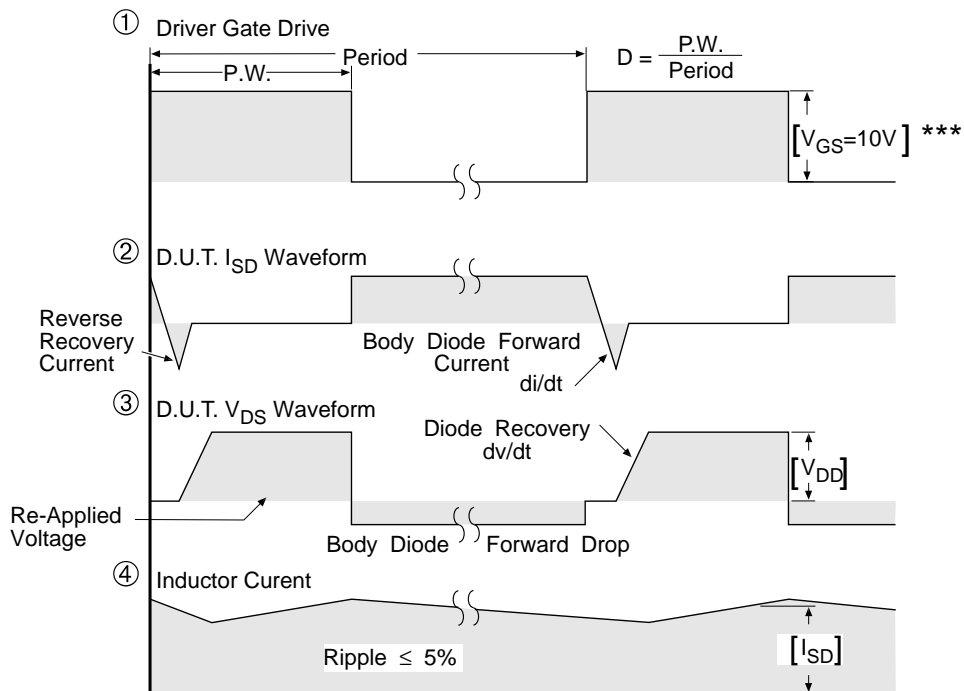 ① Driver Gate Drive
Period
P.W.
D = P.W. / Period
[VGS=10V] ***
② D.U.T. ISD Waveform
Reverse
Recovery
Current
Body Diode Forward
Current
di/dt
③ D.U.T. VDS Waveform
Diode Recovery
dv/dt
[VDD]
Re-Applied
Voltage
Body Diode Forward Drop
④ Inductor Curent
Ripple ≤ 5%
[ISD]